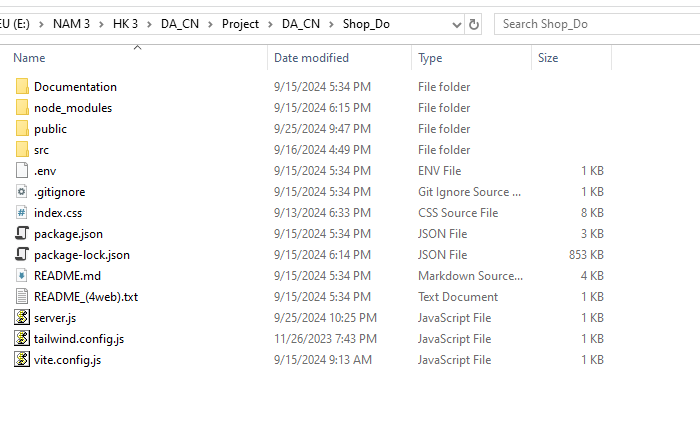 EU (E:) > NAM 3 > HK 3 > DA_CN > Project > DA_CN > Shop_Do
Search Shop_Do
Name Date modified Type Size
Documentation 9/15/2024 5:34 PM File folder
node_modules 9/15/2024 6:15 PM File folder
public 9/25/2024 9:47 PM File folder
src 9/16/2024 4:49 PM File folder
.env 9/15/2024 5:34 PM ENV File 1 KB
.gitignore 9/15/2024 5:34 PM Git Ignore Source ... 1 KB
index.css 9/13/2024 6:33 PM CSS Source File 8 KB
package.json 9/15/2024 5:34 PM JSON File 3 KB
package-lock.json 9/15/2024 6:14 PM JSON File 853 KB
README.md 9/15/2024 5:34 PM Markdown Source... 4 KB
README_(4web).txt 9/15/2024 5:34 PM Text Document 1 KB
server.js 9/25/2024 10:25 PM JavaScript File 1 KB
tailwind.config.js 11/26/2023 7:43 PM JavaScript File 1 KB
vite.config.js 9/15/2024 9:13 AM JavaScript File 1 KB